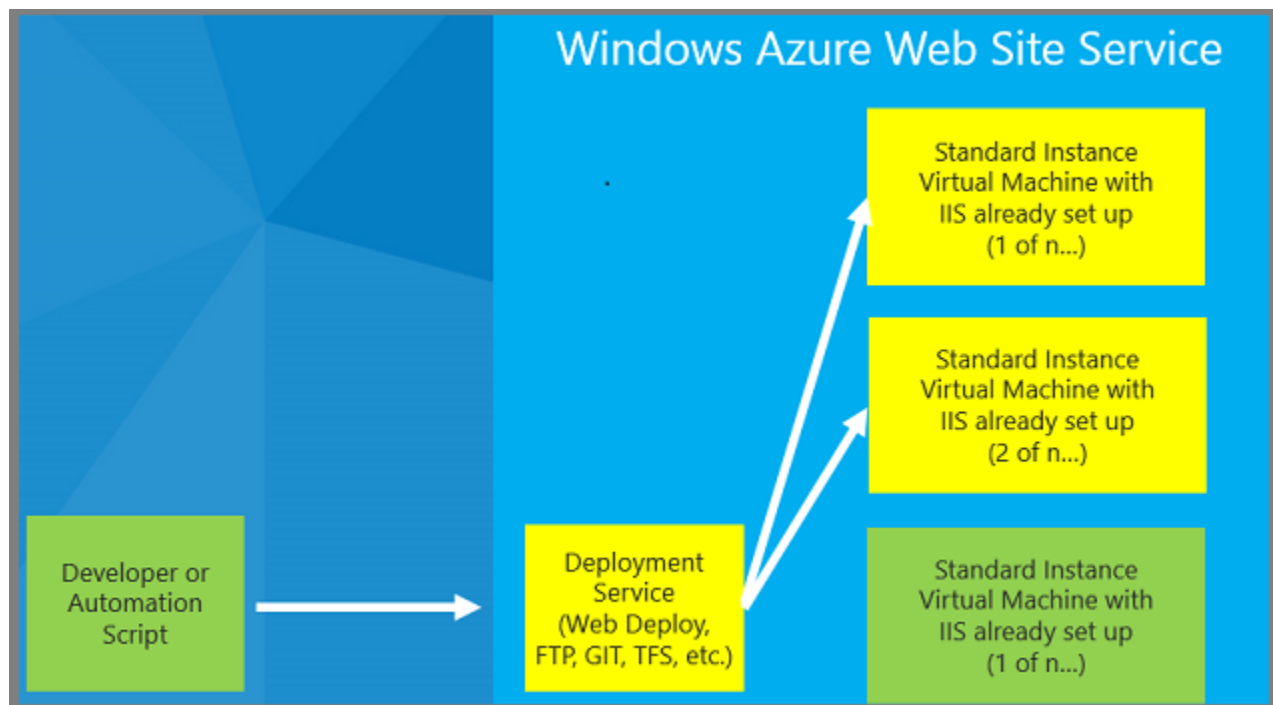 Windows Azure Web Site Service
Standard Instance
Virtual Machine with
IIS already set up
(1 of n...)
Standard Instance
Virtual Machine with
IIS already set up
(2 of n...)
Developer or
Automation
Script
Deployment
Service
(Web Deploy,
FTP, GIT, TFS, etc.)
Standard Instance
Virtual Machine with
IIS already set up
(1 of n...)